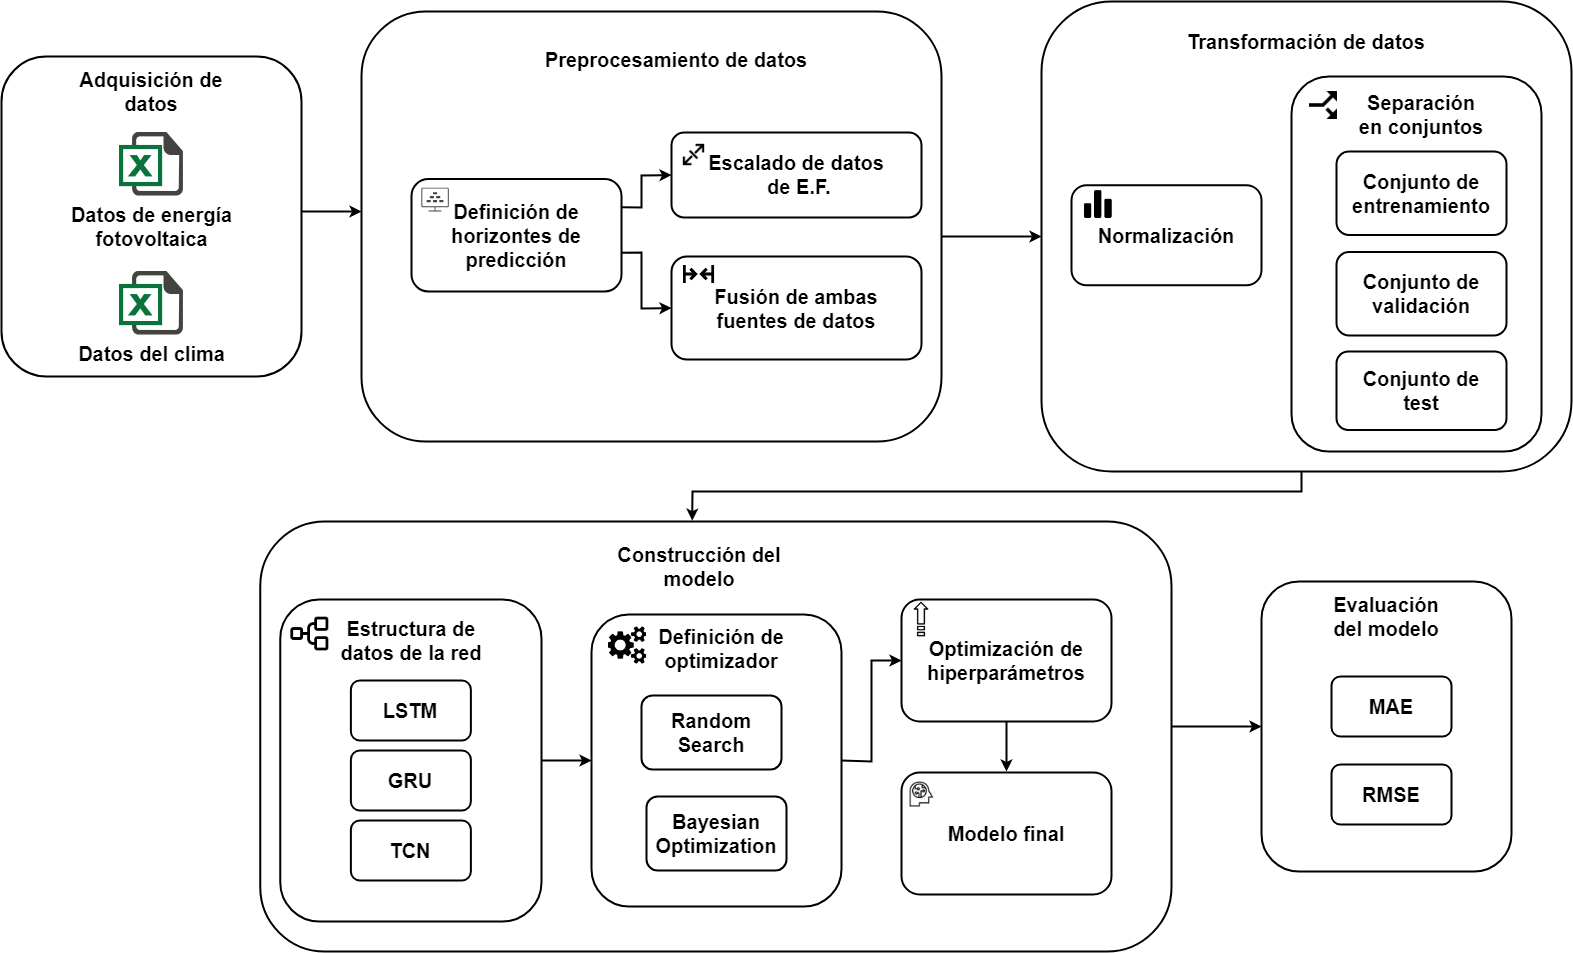 Adquisición de
datos
Datos de energía
fotovoltaica
Datos del clima
Preprocesamiento de datos
Definición de
horizontes de
predicción
Escalado de datos
de E.F.
Fusión de ambas
fuentes de datos
Transformación de datos
Normalización
Separación
en conjuntos
Conjunto de
entrenamiento
Conjunto de
validación
Conjunto de
test
Construcción del
modelo
Estructura de
datos de la red
LSTM
GRU
TCN
Definición de
optimizador
Random
Search
Bayesian
Optimization
Optimización de
hiperparámetros
Modelo final
Evaluación
del modelo
MAE
RMSE